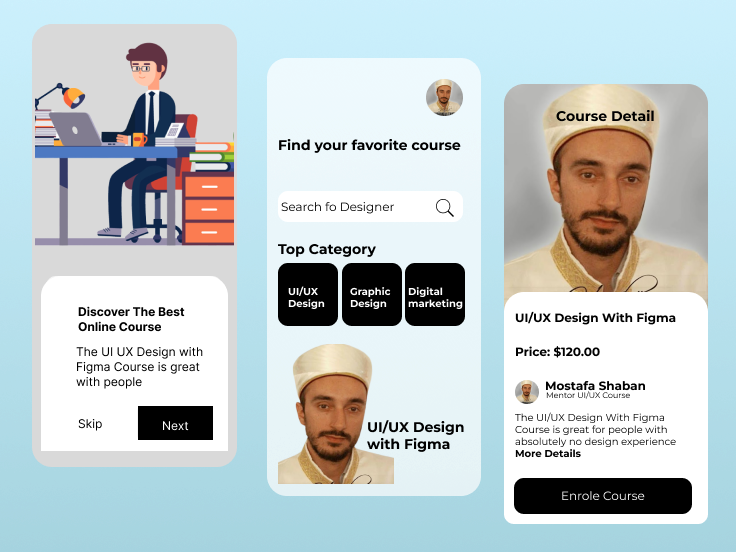 Discover The Best
Online Course
The UI UX Design with
Figma Course is great
with people
Skip
Next
Find your favorite course
Search fo Designer
Top Category
UI/UX
Design
Graphic
Design
Digital
marketing
UI/UX Design
with Figma
Course Detail
UI/UX Design With Figma
Price: $120.00
Mostafa Shaban
Mentor UI/UX Course
The UI/UX Design With Figma
Course is great for people with
absolutely no design experience
More Details
Enrole Course